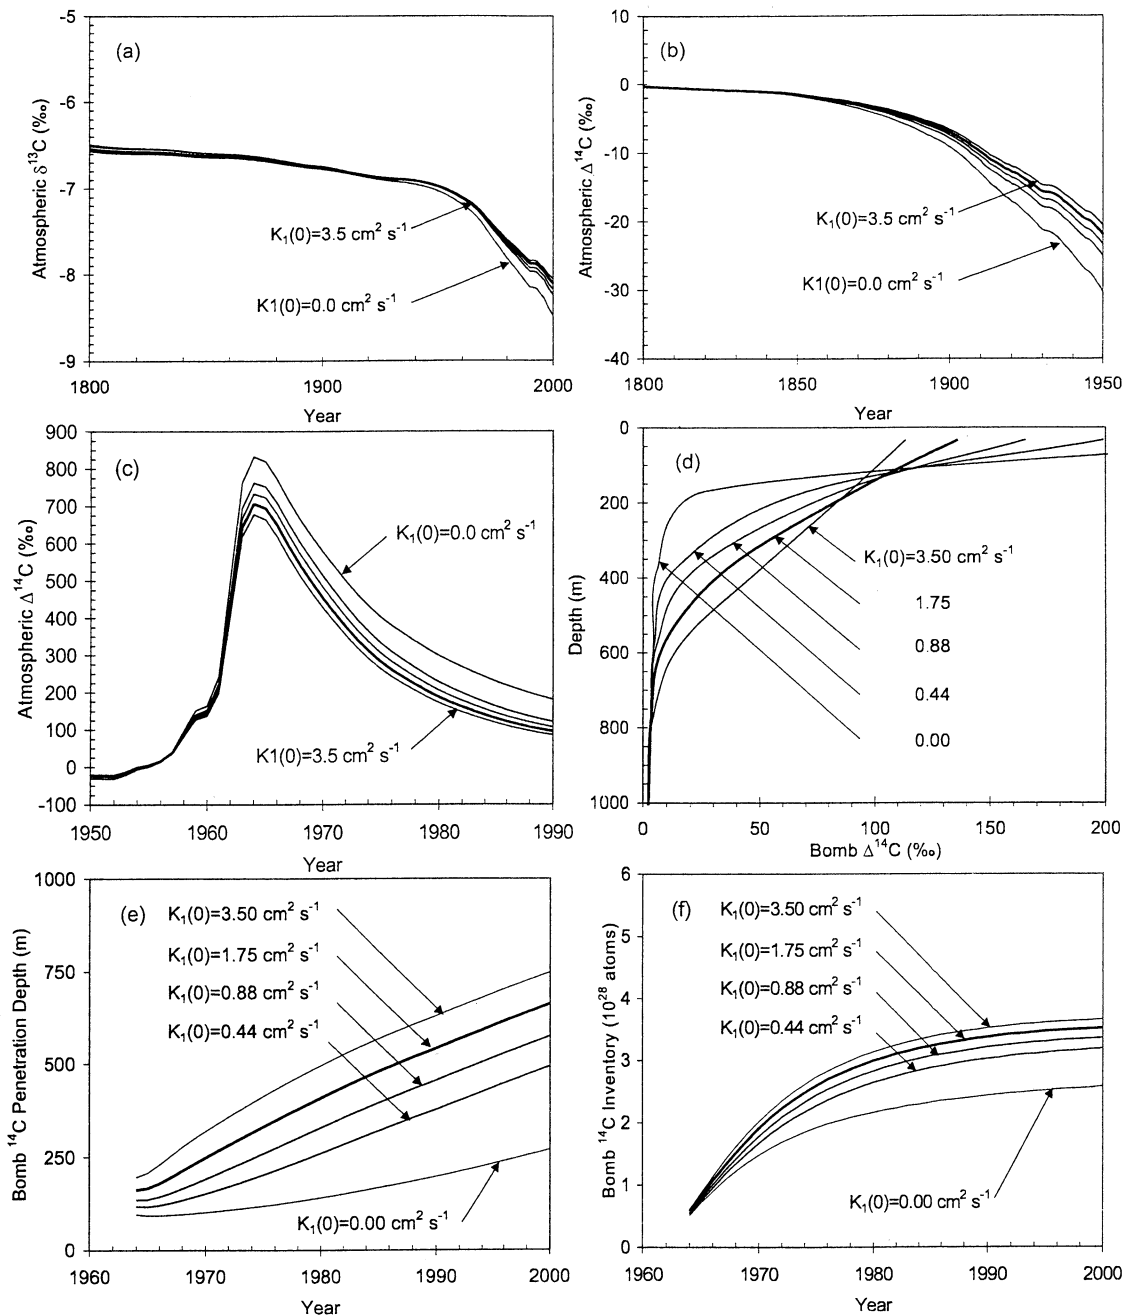 (a)
Atmospheric δ¹³C (‰)
-5
-6
-7
-8
-9
K₁(0)=3.5 cm² s⁻¹
K1(0)=0.0 cm² s⁻¹
1800
1900
2000
Year
(b)
Atmospheric Δ¹⁴C (‰)
10
0
-10
-20
-30
-40
K₁(0)=3.5 cm² s⁻¹
K1(0)=0.0 cm² s⁻¹
1800
1850
1900
1950
Year
(c)
Atmospheric Δ¹⁴C (‰)
900
800
700
600
500
400
300
200
100
0
-100
K₁(0)=0.0 cm² s⁻¹
K1(0)=3.5 cm² s⁻¹
1950
1960
1970
1980
1990
Year
(d)
Depth (m)
0
200
400
600
800
1000
K₁(0)=3.50 cm² s⁻¹
1.75
0.88
0.44
0.00
0
50
100
150
200
Bomb Δ¹⁴C (‰)
(e)
Bomb ¹⁴C Penetration Depth (m)
1000
750
500
250
0
K₁(0)=3.50 cm² s⁻¹
K₁(0)=1.75 cm² s⁻¹
K₁(0)=0.88 cm² s⁻¹
K₁(0)=0.44 cm² s⁻¹
K₁(0)=0.00 cm² s⁻¹
1960
1970
1980
1990
2000
Year
(f)
Bomb ¹⁴C Inventory (10²⁸ atoms)
6
5
4
3
2
1
0
K₁(0)=3.50 cm² s⁻¹
K₁(0)=1.75 cm² s⁻¹
K₁(0)=0.88 cm² s⁻¹
K₁(0)=0.44 cm² s⁻¹
K₁(0)=0.00 cm² s⁻¹
1960
1970
1980
1990
2000
Year